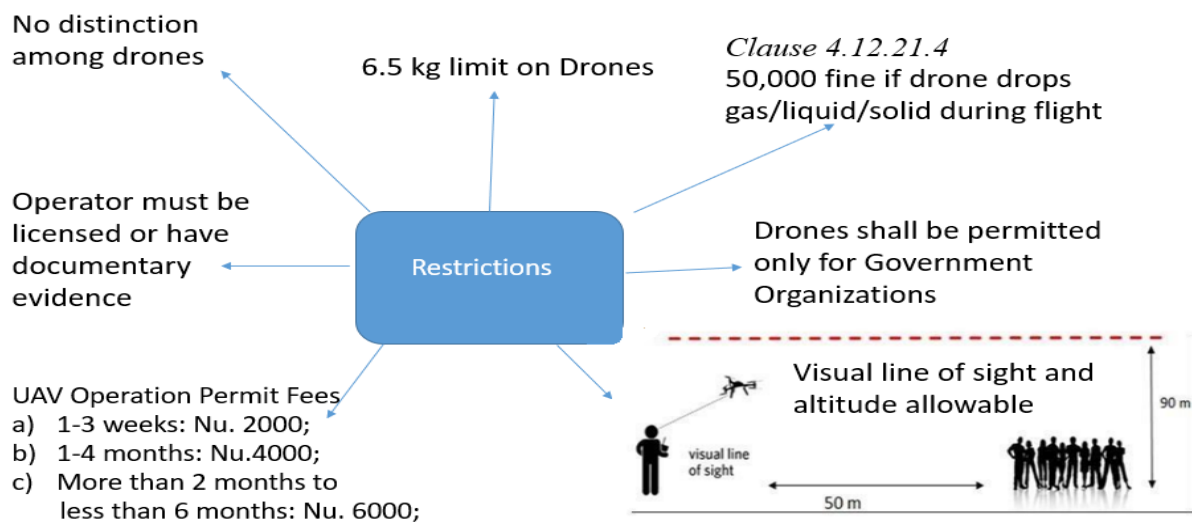 No distinction
among drones
6.5 kg limit on Drones
Clause 4.12.21.4
50,000 fine if drone drops
gas/liquid/solid during flight
Operator must be
licensed or have
documentary
evidence
Restrictions
Drones shall be permitted
only for Government
Organizations
UAV Operation Permit Fees
a) 1-3 weeks: Nu. 2000;
b) 1-4 months: Nu.4000;
c) More than 2 months to
less than 6 months: Nu. 6000;
Visual line of sight and
altitude allowable
90 m
visual line
of sight
50 m